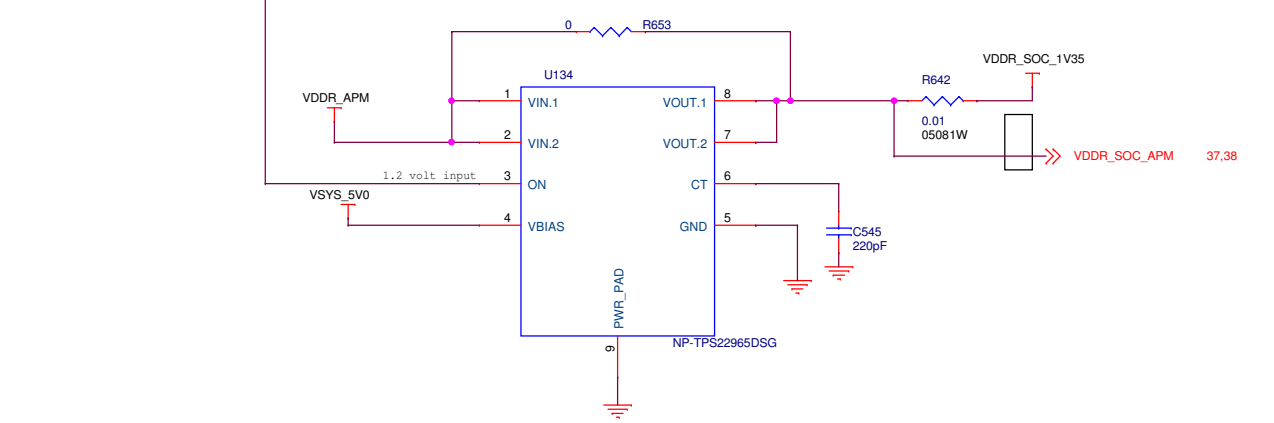 0 R653
U134
VDDR_SOC_1V35
R642
VDDR_APM
1 VIN.1 VOUT.1 8
0.01
05081W
2 VIN.2 VOUT.2 7
VDDR_SOC_APM 37,38
1.2 volt input 3 ON CT 6
VSYS_5V0
4 VBIAS GND 5
C545
220pF
PWR_PAD
9
NP-TPS22965DSG